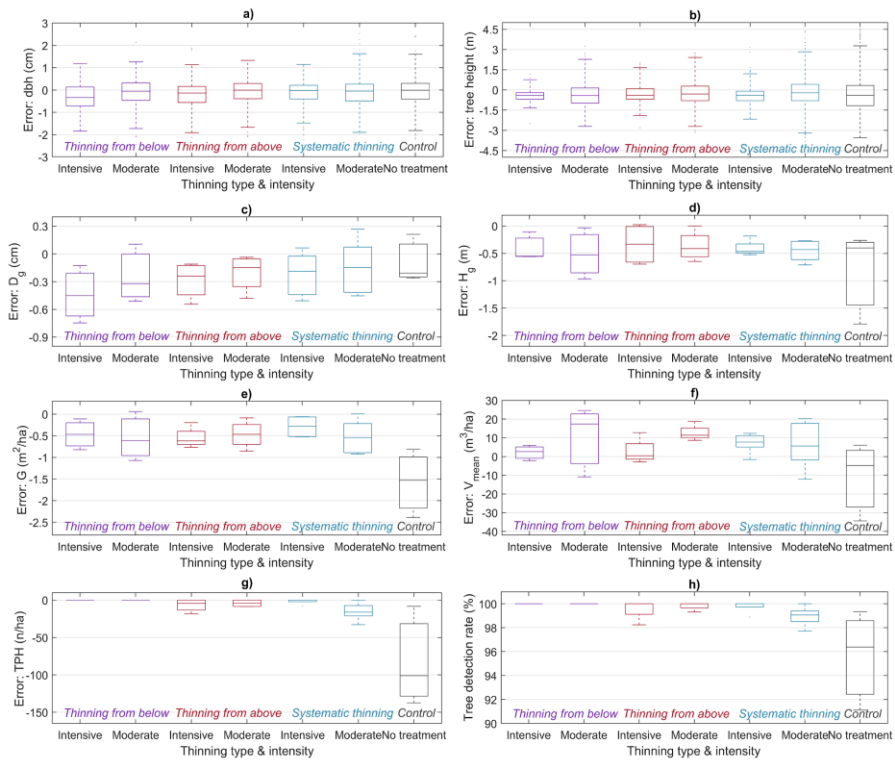 a)
3
2
1
0
-1
-2
-3
Error: dbh (cm)
Thinning from below
Thinning from above
Systematic thinning
Control
Intensive Moderate Intensive Moderate Intensive Moderate No treatment
Thinning type & intensity
b)
4.5
3
1.5
0
-1.5
-3
-4.5
Error: tree height (m)
Thinning from below
Thinning from above
Systematic thinning
Control
Intensive Moderate Intensive Moderate Intensive Moderate No treatment
Thinning type & intensity
c)
0.3
0
-0.3
-0.6
-0.9
Error: Dg (cm)
Thinning from below
Thinning from above
Systematic thinning
Control
Intensive Moderate Intensive Moderate Intensive Moderate No treatment
Thinning type & intensity
d)
0
-0.5
-1
-1.5
-2
Error: Hg (m)
Thinning from below
Thinning from above
Systematic thinning
Control
Intensive Moderate Intensive Moderate Intensive Moderate No treatment
Thinning type & intensity
e)
0
-0.5
-1
-1.5
-2
-2.5
Error: G (m²/ha)
Thinning from below
Thinning from above
Systematic thinning
Control
Intensive Moderate Intensive Moderate Intensive Moderate No treatment
Thinning type & intensity
f)
30
20
10
0
-10
-20
-30
-40
Error: Vmean (m³/ha)
Thinning from below
Thinning from above
Systematic thinning
Control
Intensive Moderate Intensive Moderate Intensive Moderate No treatment
Thinning type & intensity
g)
0
-50
-100
-150
Error: TPH (n/ha)
Thinning from below
Thinning from above
Systematic thinning
Control
Intensive Moderate Intensive Moderate Intensive Moderate No treatment
Thinning type & intensity
h)
100
98
96
94
92
90
Tree detection rate (%)
Thinning from below
Thinning from above
Systematic thinning
Control
Intensive Moderate Intensive Moderate Intensive Moderate No treatment
Thinning type & intensity